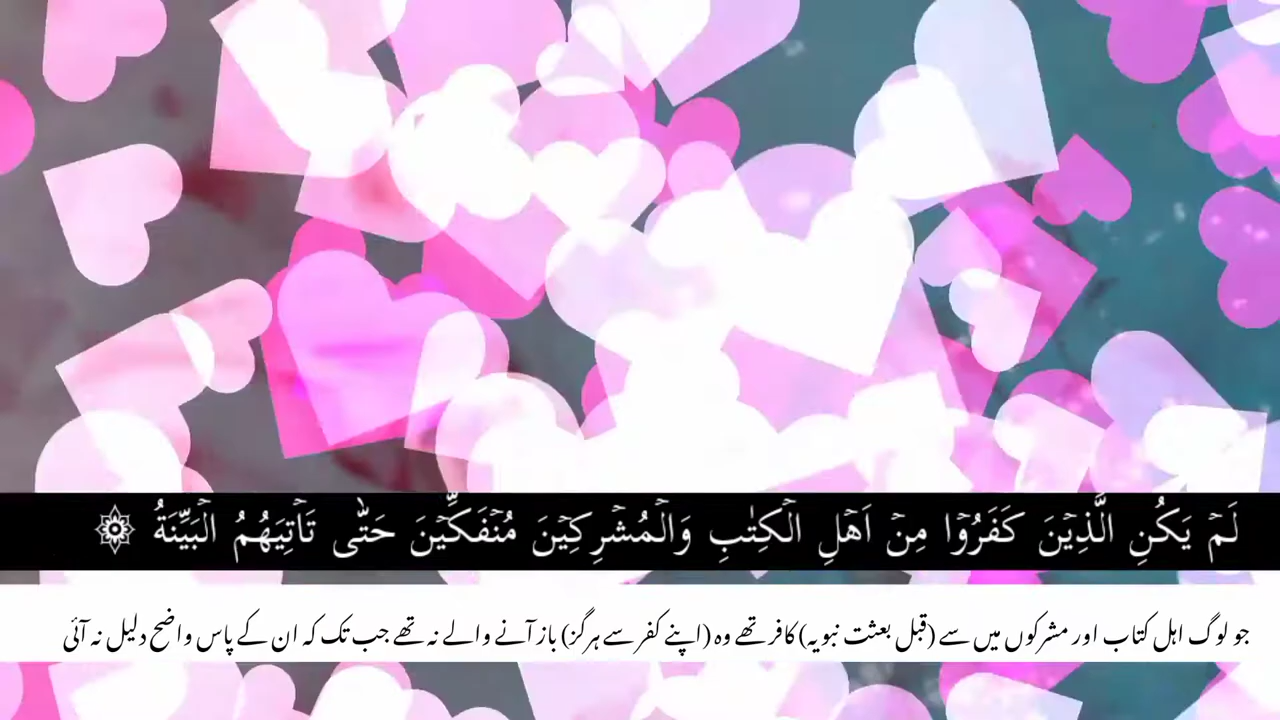 لَمۡ يَكُنِ الَّذِيۡنَ كَفَرُوۡا مِنۡ اَهۡلِ الۡكِتٰبِ وَالۡمُشۡرِكِيۡنَ مُنۡفَكِّيۡنَ حَتّٰى تَاۡتِيَهُمُ الۡبَيِّنَةُ
جو لوگ اہل کتاب اور مشرکوں میں سے (قبل بعثت نبویہ) کافر تھے وہ (اپنے کفر سے ہرگز) باز آنے والے نہ تھے جب تک کہ ان کے پاس واضح دلیل نہ آئی